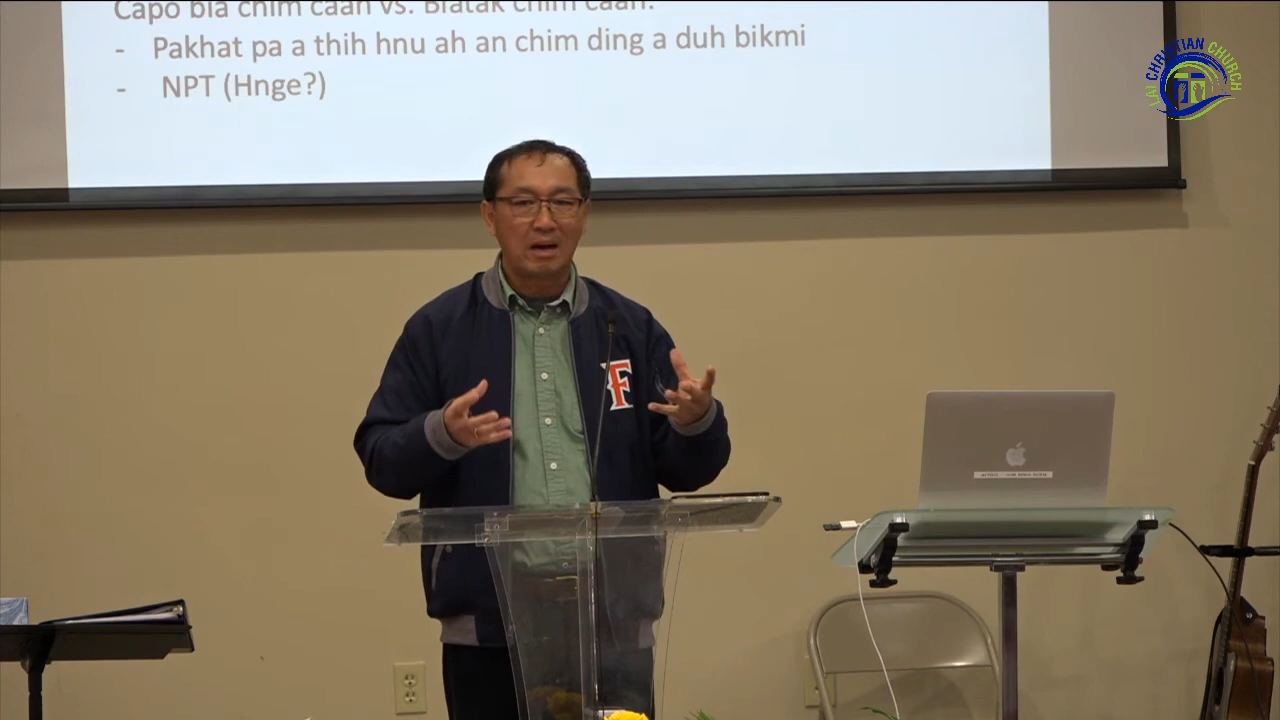 Capo bia chim caan vs. Biatak chim caan:
- Pakhat pa a thih hnu ah an chim ding a duh bikmi
- NPT (Hnge?)
LAI CHRISTIAN CHURCH
F